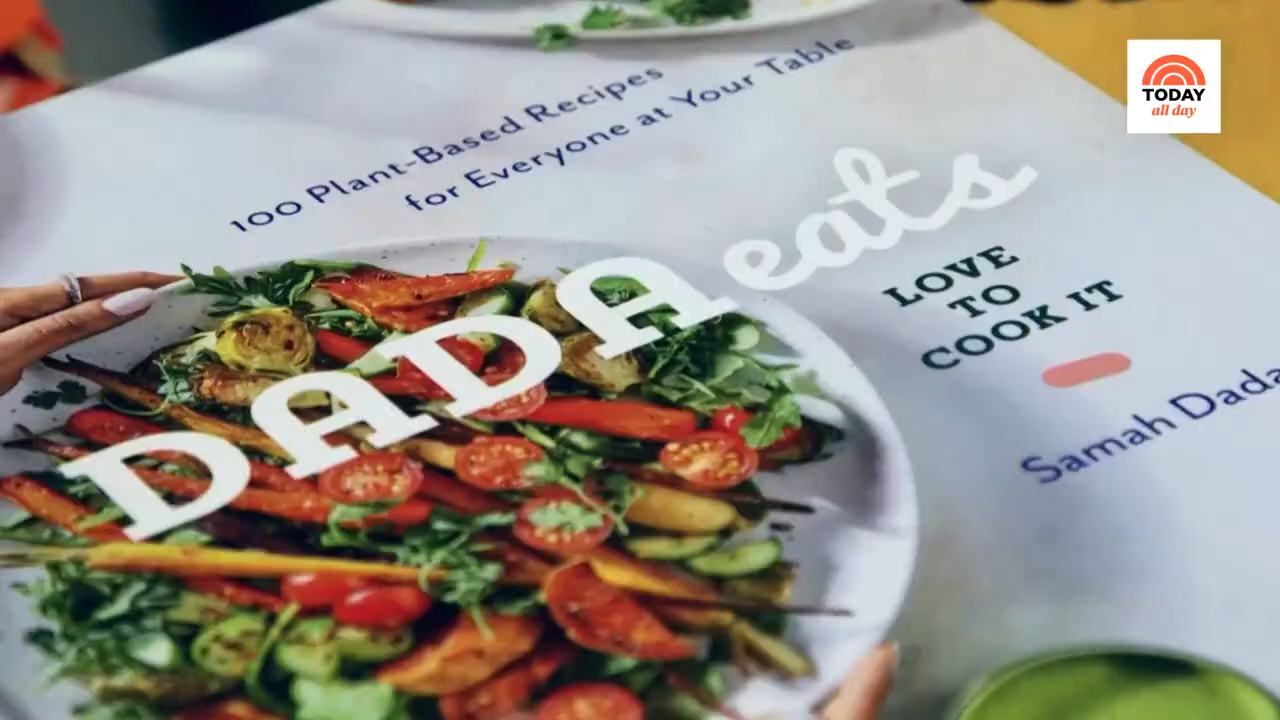 TODAY
all day
100 Plant-Based Recipes
for Everyone at Your Table
DADA eats
LOVE
TO
COOK IT
Samah Dada